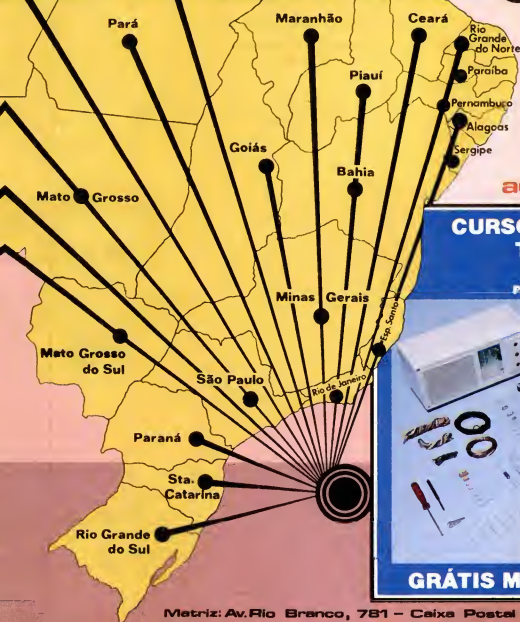 Pará
Maranhão
Ceará
Rio
Grande
do Norte
Paraíba
Piauí
Pernambuco
Alagoas
Goiás
Sergipe
Bahia
Mato Grosso
CURSO
Minas Gerais
Esp. Santo
Mato Grosso
do Sul
São Paulo
Rio de Janeiro
Paraná
Sta.
Catarina
Rio Grande
do Sul
GRÁTIS M
Matriz: Av. Rio Branco, 781 - Caixa Postal